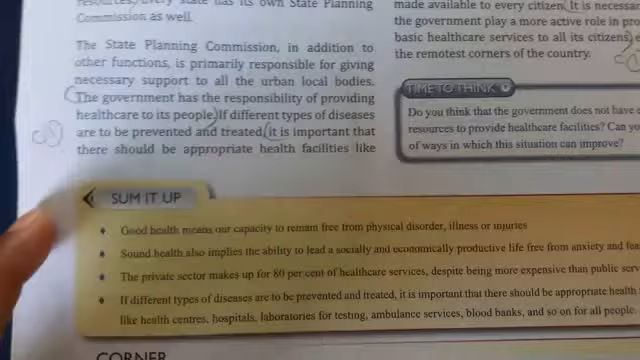 resources. Every state has its own State Planning
Commission as well.
The State Planning Commission, in addition to
other functions, is primarily responsible for giving
necessary support to all the urban local bodies.
The government has the responsibility of providing
healthcare to its people. If different types of diseases
are to be prevented and treated, it is important that
there should be appropriate health facilities like
made available to every citizen. It is
the government play a more active role in
basic healthcare services to all its citizens,
the remotest corners of the country.
TIME TO THINK
Do you think that the government does not have
resources to provide healthcare facilities? Can
of ways in which this situation can improve?
SUM IT UP
Good health means our capacity to remain free from physical disorder, illness or injuries
Sound health also implies the ability to lead a socially and economically productive life free from anxiety and
The private sector makes up for 80 per cent of healthcare services, despite being more expensive than public
If different types of diseases are to be prevented and treated, it is important that there should be appropriate health
like health centres, hospitals, laboratories for testing, ambulance services, blood banks, and so on for all people.
CORNER